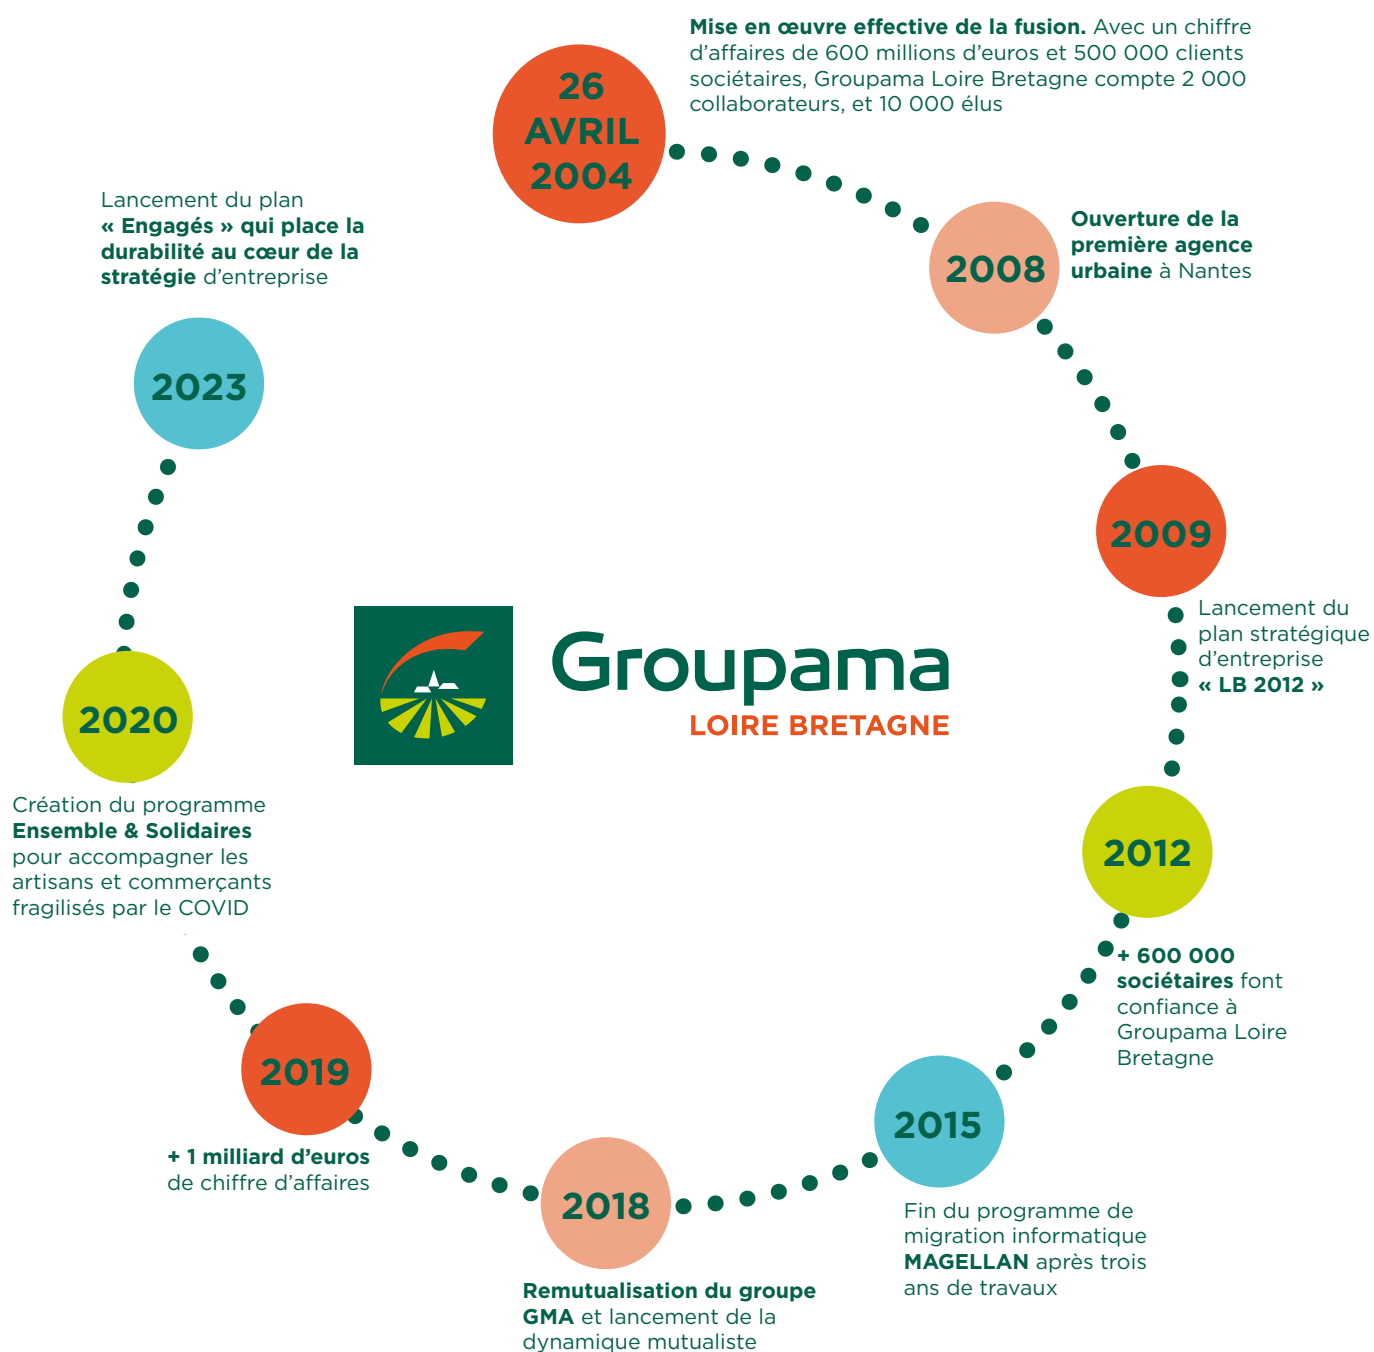 26
AVRIL
2004
Mise en œuvre effective de la fusion. Avec un chiffre
d’affaires de 600 millions d’euros et 500 000 clients
sociétaires, Groupama Loire Bretagne compte 2 000
collaborateurs, et 10 000 élus
2008
Ouverture de la
première agence
urbaine à Nantes
2009
Lancement du
plan stratégique
d’entreprise
« LB 2012 »
2012
+ 600 000
sociétaires font
confiance à
Groupama Loire
Bretagne
2015
Fin du programme de
migration informatique
MAGELLAN après trois
ans de travaux
2018
Remutualisation du groupe
GMA et lancement de la
dynamique mutualiste
2019
+ 1 milliard d’euros
de chiffre d’affaires
2020
Création du programme
Ensemble & Solidaires
pour accompagner les
artisans et commerçants
fragilisés par le COVID
2023
Lancement du plan
« Engagés » qui place la
durabilité au cœur de la
stratégie d’entreprise
Groupama
LOIRE BRETAGNE